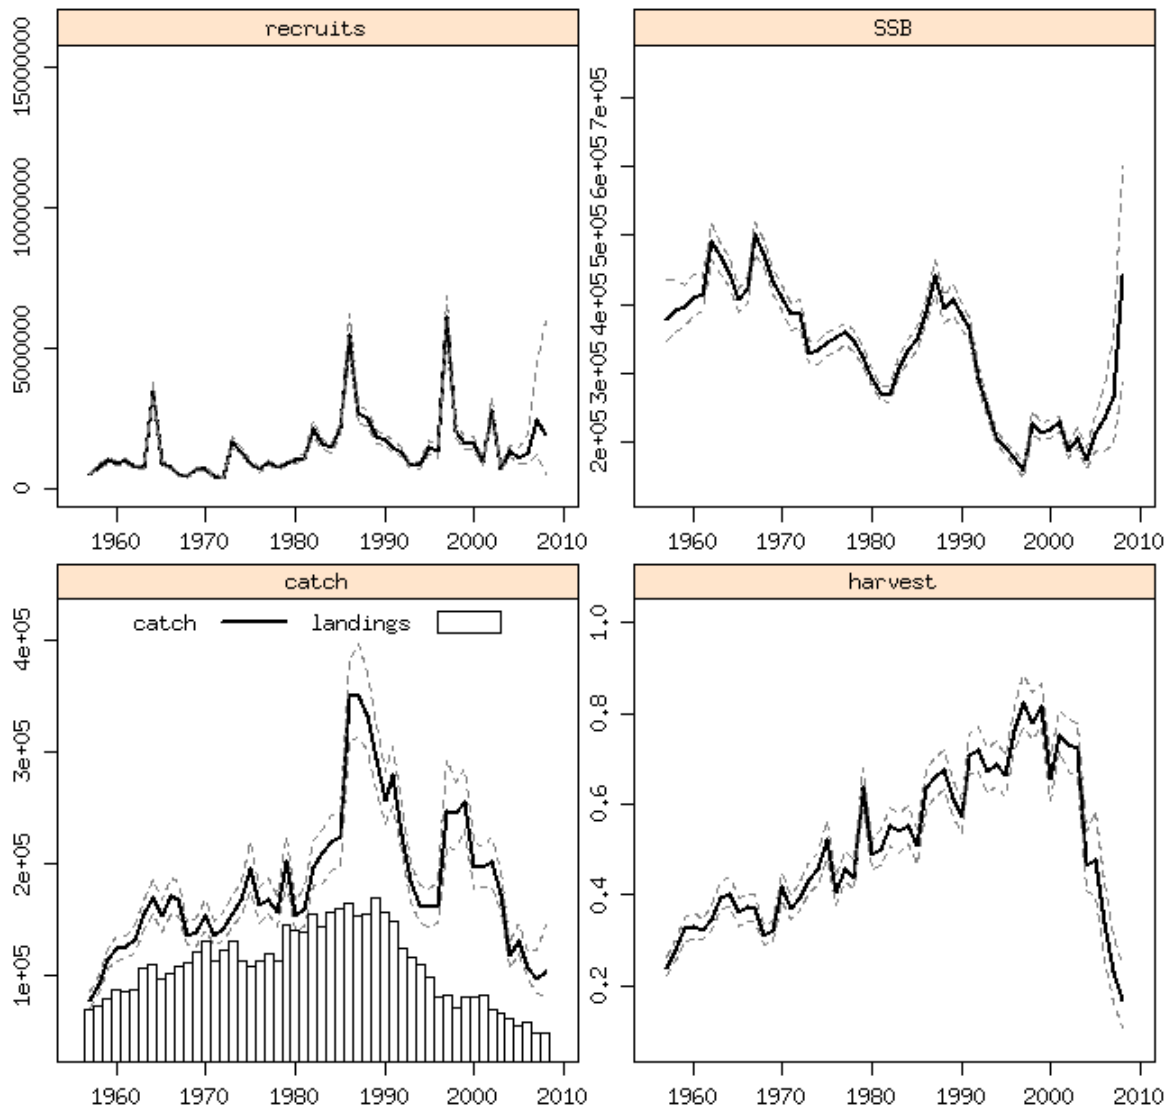 recruits
15000000
10000000
5000000
0
1960 1970 1980 1990 2000 2010
SSB
7e+05
6e+05
5e+05
4e+05
3e+05
2e+05
1960 1970 1980 1990 2000 2010
catch
catch landings
4e+05
3e+05
2e+05
1e+05
1960 1970 1980 1990 2000 2010
harvest
1.0
0.8
0.6
0.4
0.2
1960 1970 1980 1990 2000 2010